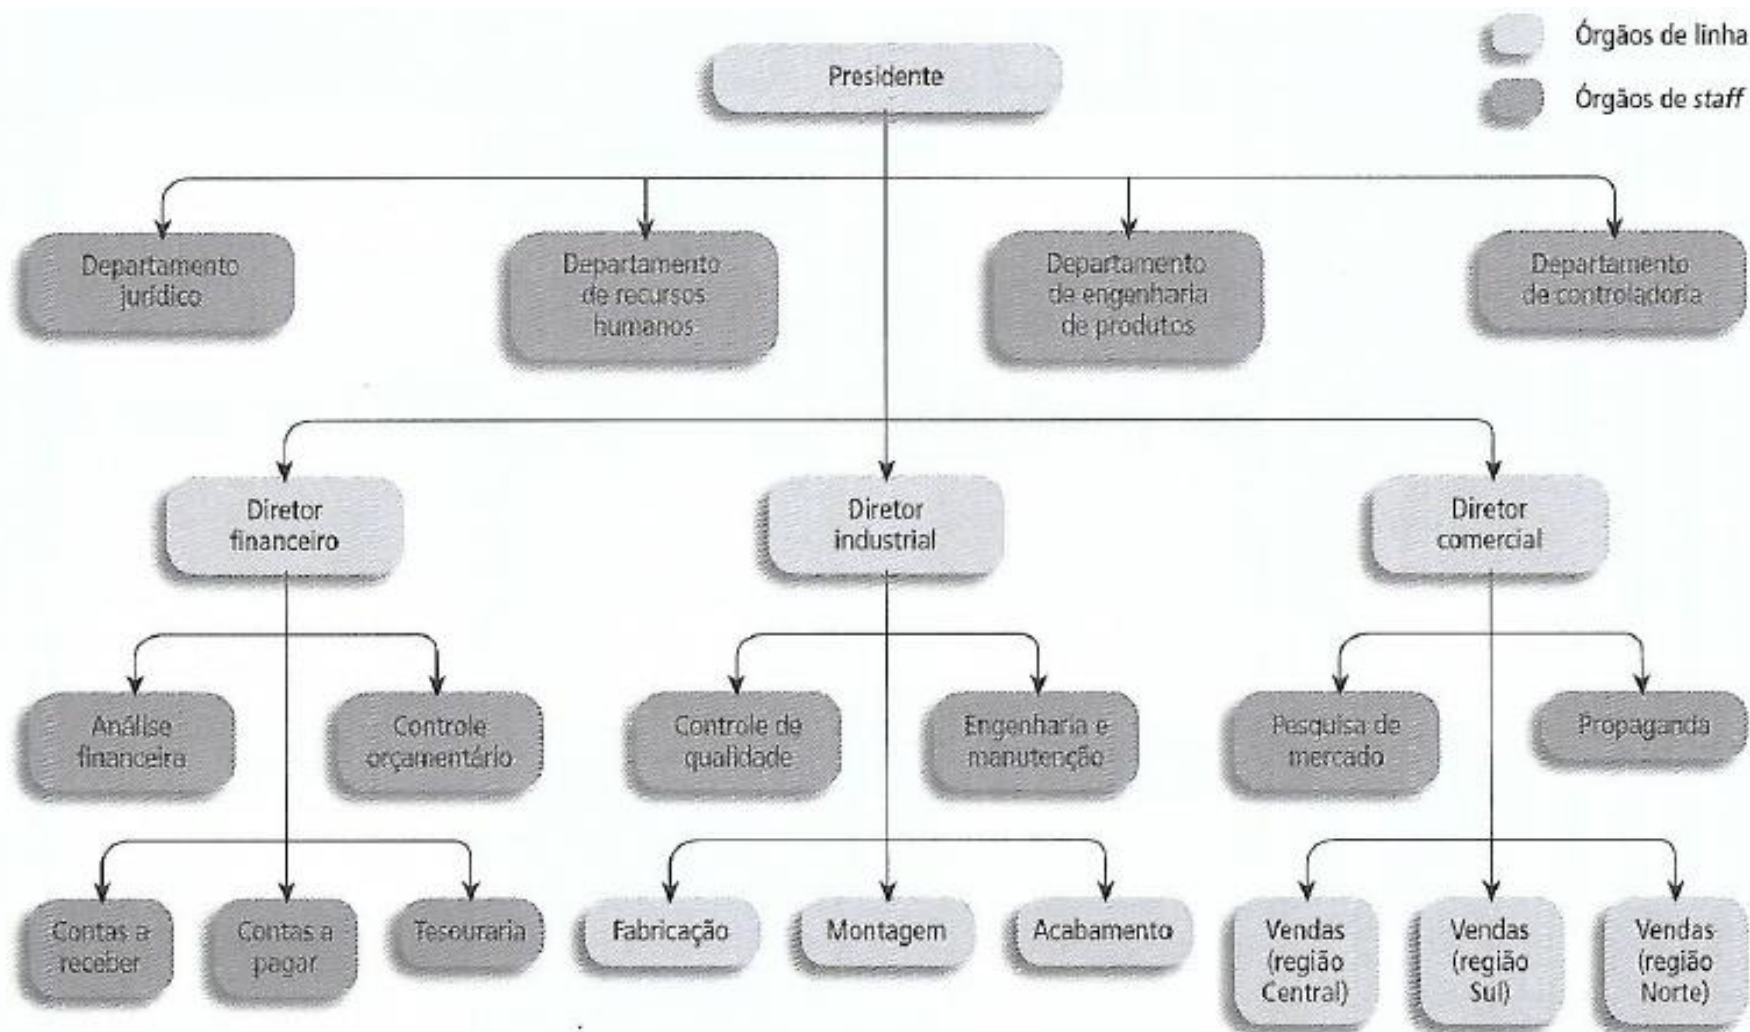 Órgãos de linha
Presidente
Órgãos de staff
Departamento
jurídico
Departamento
de recursos
humanos
Departamento
de engenharia
de produtos
Departamento
de controladoria
Diretor
financeiro
Diretor
industrial
Diretor
comercial
Análise
financeira
Controle
orçamentário
Controle de
qualidade
Engenharia e
manutenção
Pesquisa de
mercado
Propaganda
Contas a
receber
Contas a
pagar
Tesouraria
Fabricação
Montagem
Acabamento
Vendas
(região
Central)
Vendas
(região
Sul)
Vendas
(região
Norte)